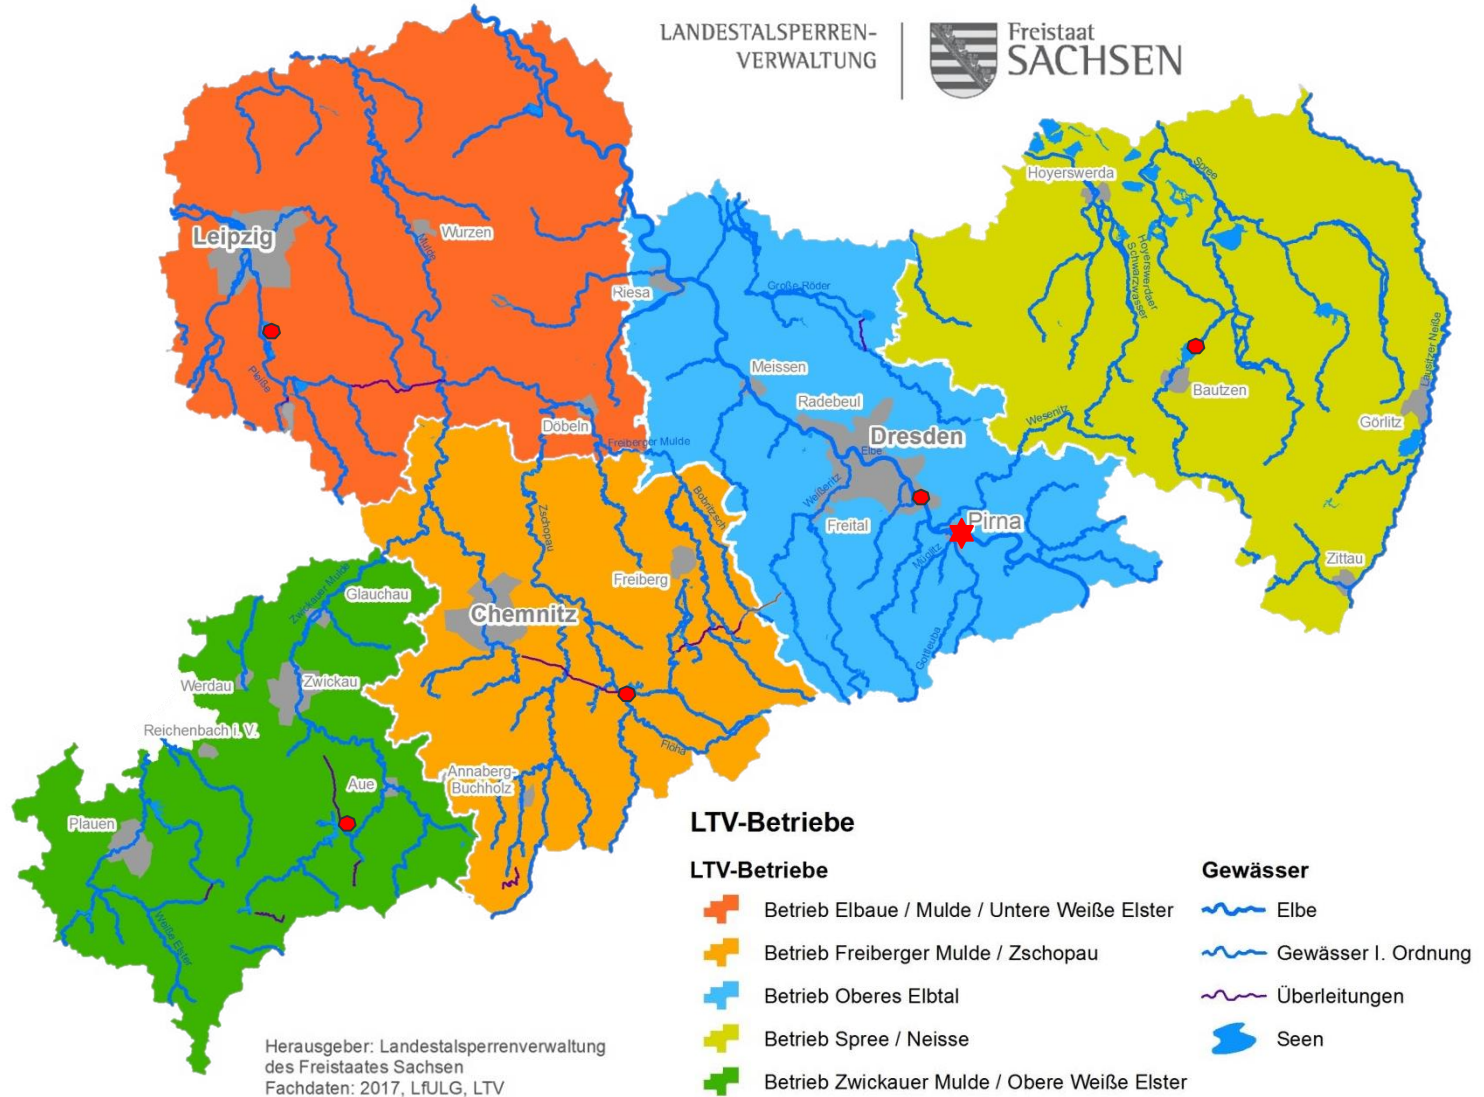 LANDESTALSPERREN-
VERWALTUNG
Freistaat
SACHSEN
Hoyerswerda
Spree
Leipzig
Wurzen
Mulde
Hoyerswerdaer
Schwarzwasser
Riesa
Große Röder
Lausitzer Neiße
Pleiße
Meissen
Bautzen
Radebeul
Görlitz
Döbeln
Wesenitz
Dresden
Freiberger Mulde
Elbe
Weißeritz
Bobritzsch
Zschopau
Freital
Pirna
Müglitz
Zittau
Freiberg
Zwickauer Mulde
Glauchau
Chemnitz
Gottleuba
Werdau
Zwickau
Reichenbach i. V.
Flöha
Annaberg-
Buchholz
Aue
Plauen
Weiße Elster
LTV-Betriebe
LTV-Betriebe
Betrieb Elbaue / Mulde / Untere Weiße Elster
Betrieb Freiberger Mulde / Zschopau
Betrieb Oberes Elbtal
Betrieb Spree / Neisse
Betrieb Zwickauer Mulde / Obere Weiße Elster
Gewässer
Elbe
Gewässer I. Ordnung
Überleitungen
Seen
Herausgeber: Landestalsperrenverwaltung
des Freistaates Sachsen
Fachdaten: 2017, LfULG, LTV